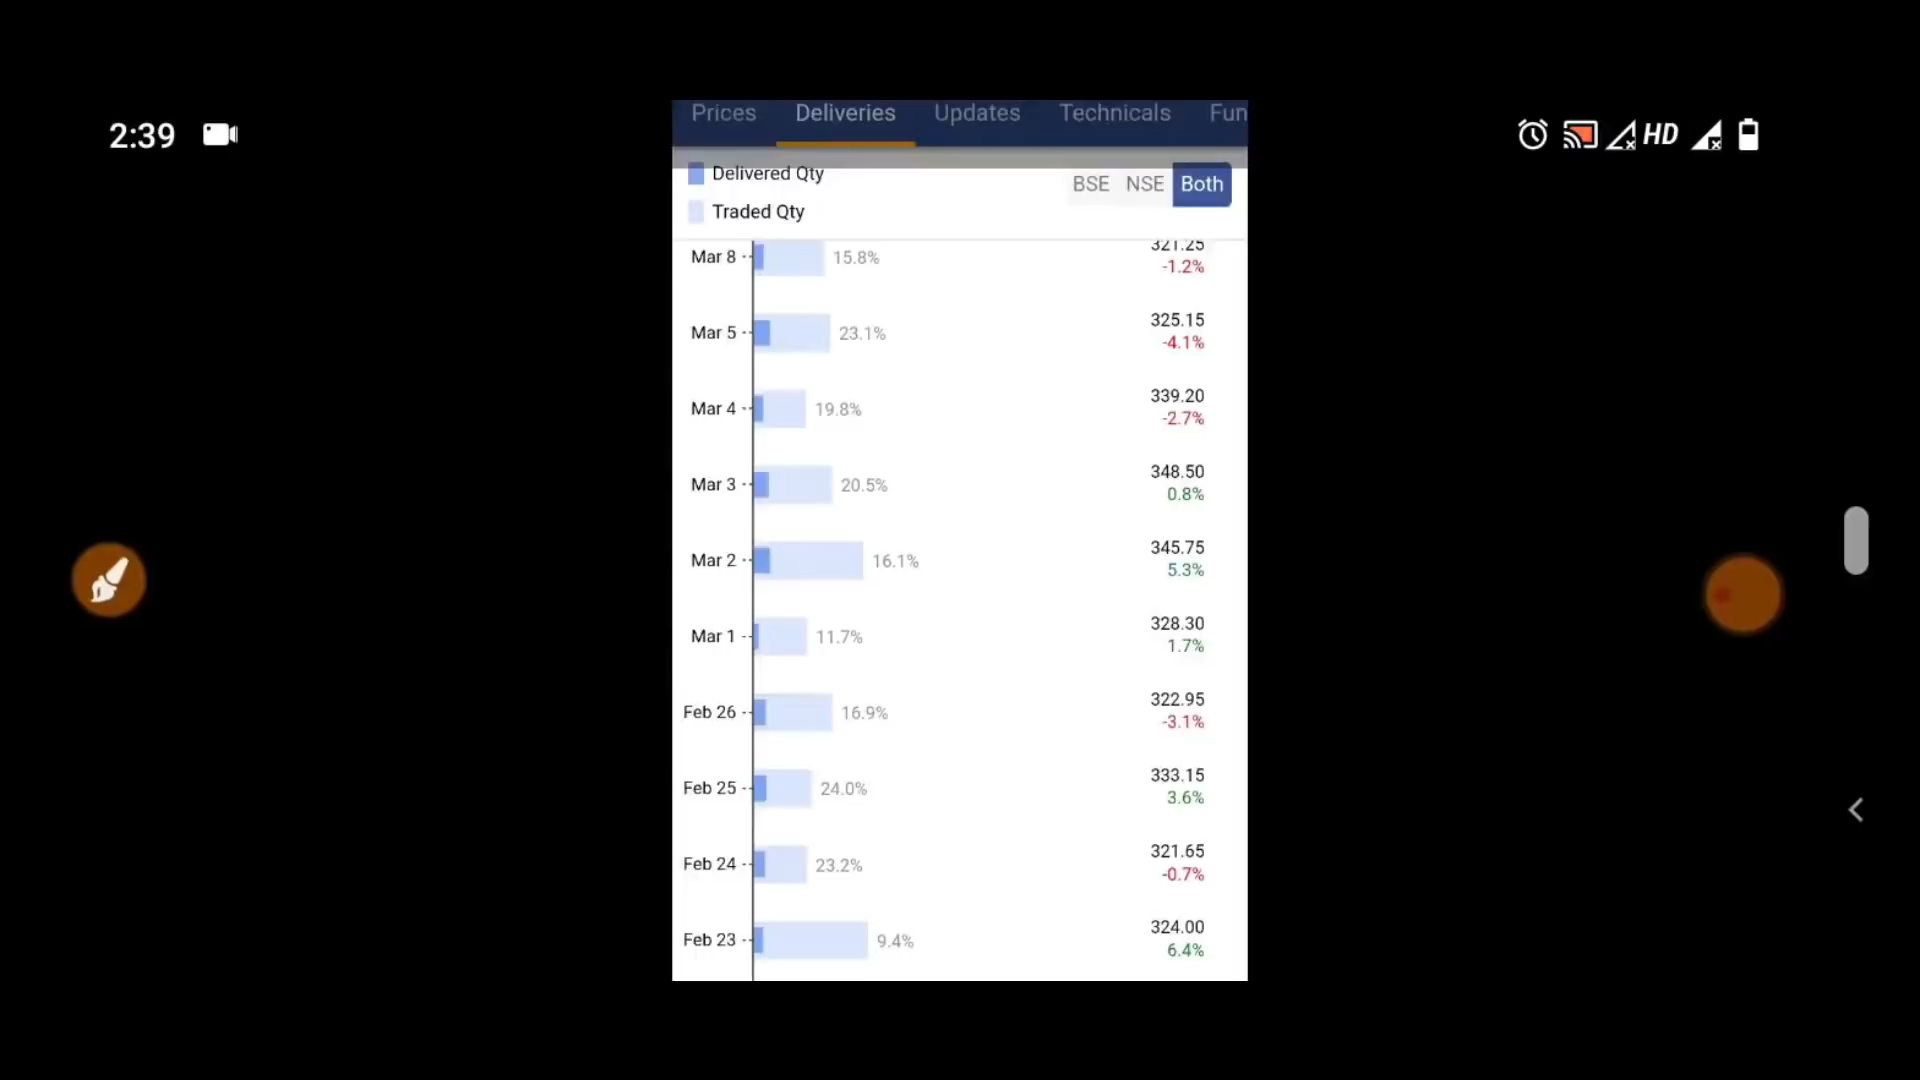 2:39
HD
Prices Deliveries Updates Technicals Fun
Delivered Qty
BSE NSE Both
Traded Qty
Mar 8 15.8% 321.25
-1.2%
Mar 5 23.1% 325.15
-4.1%
Mar 4 19.8% 339.20
-2.7%
Mar 3 20.5% 348.50
0.8%
Mar 2 16.1% 345.75
5.3%
Mar 1 11.7% 328.30
1.7%
Feb 26 16.9% 322.95
-3.1%
Feb 25 24.0% 333.15
3.6%
Feb 24 23.2% 321.65
-0.7%
Feb 23 9.4% 324.00
6.4%